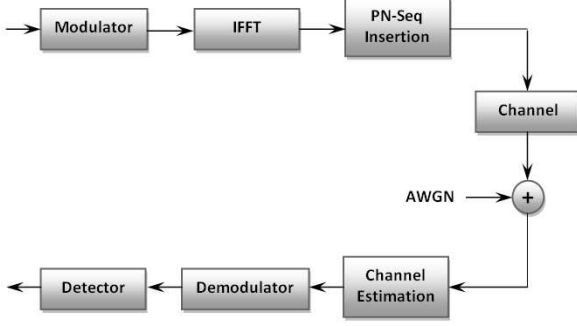 Modulator
IFFT
PN-Seq
Insertion
Channel
AWGN
+
Channel
Estimation
Demodulator
Detector